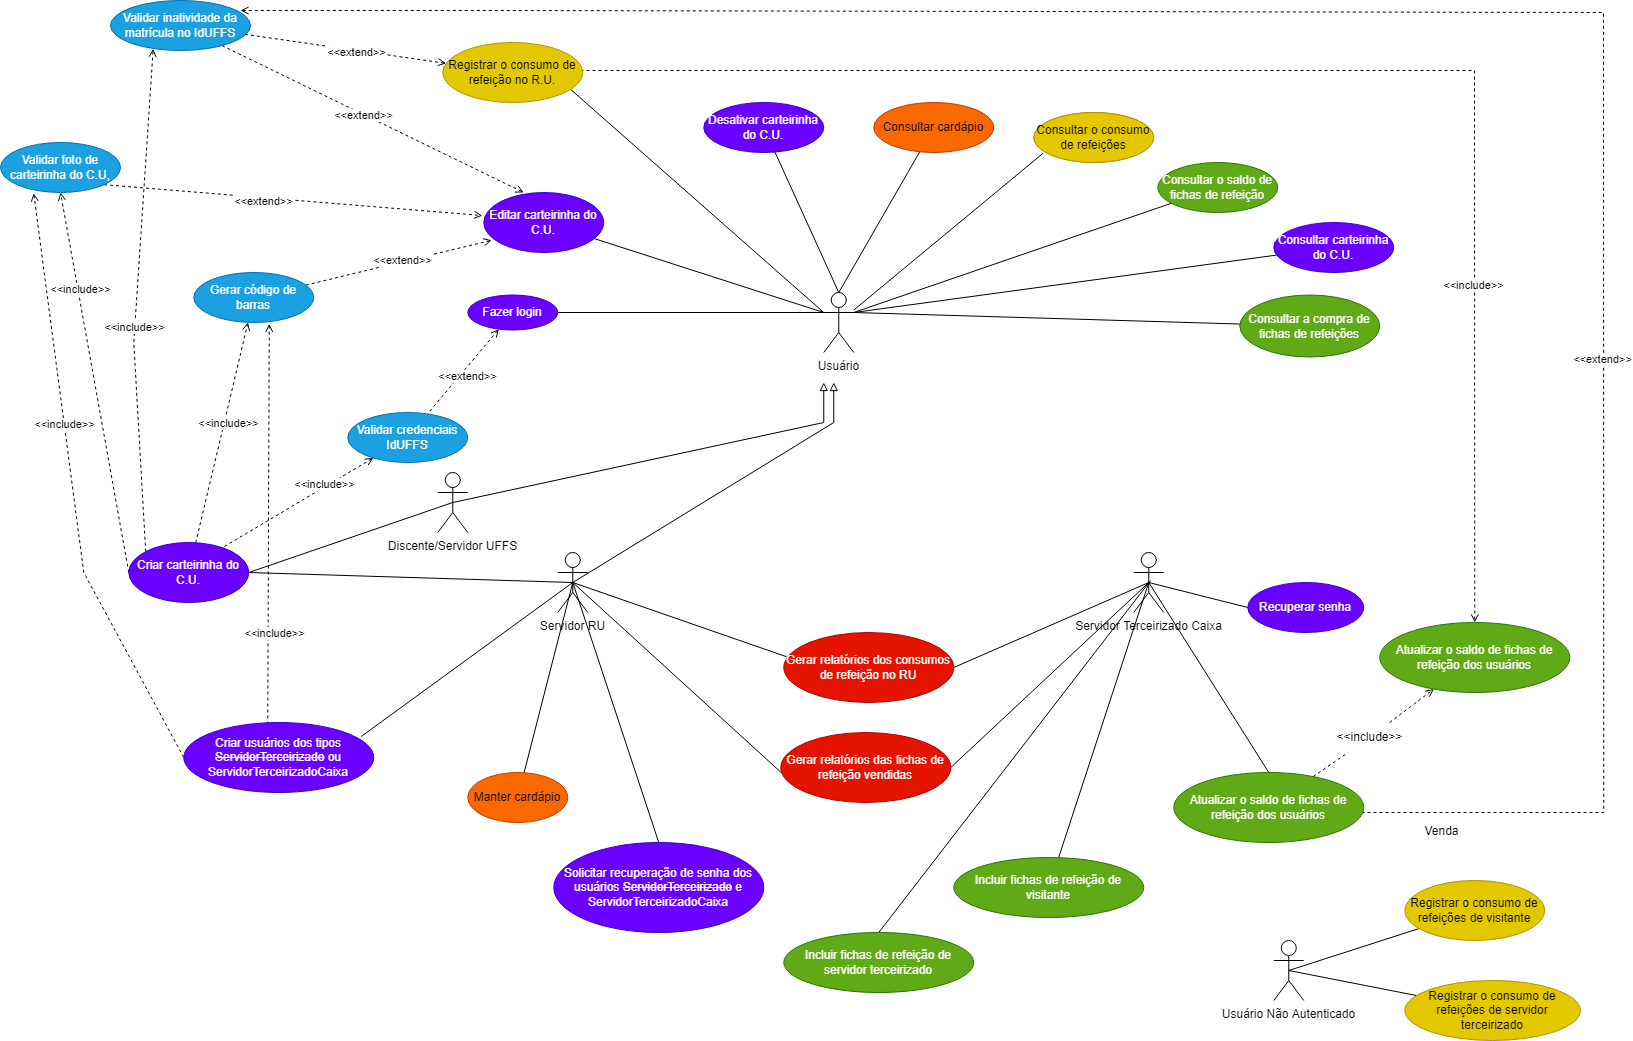 Validar inatividade da
matrícula no IdUFFS
<<extend>>
Registrar o consumo de
refeição no R.U.
<<extend>>
Desativar carteirinha
do C.U.
Consultar cardápio
Consultar o consumo
de refeições
Validar foto de
carteirinha do C.U,
<<extend>>
Consultar o saldo de
fichas de refeição
Editar carteirinha do
C.U.
Consultar carteirinha
do C.U.
<<extend>>
Gerar código de
barras
<<include>>
<<include>>
<<include>>
Fazer login
Consultar a compra de
fichas de refeições
Usuário
<<extend>>
<<extend>>
<<include>>
<<include>>
Validar credenciais
IdUFFS
<<include>>
Discente/Servidor UFFS
Criar carteirinha do
C.U.
Servidor RU
Servidor Terceirizado Caixa
Recuperar senha
<<include>>
Gerar relatórios dos consumos
de refeição no RU
Atualizar o saldo de fichas de
refeição dos usuários
<<include>>
Criar usuários dos tipos
ServidorTerceirizado ou
ServidorTerceirizadoCaixa
Gerar relatórios das fichas de
refeição vendidas
Manter cardápio
Atualizar o saldo de fichas de
refeição dos usuários
Venda
Solicitar recuperação de senha dos
usuários ServidorTerceirizado e
ServidorTerceirizadoCaixa
Incluir fichas de refeição de
visitante
Registrar o consumo de
refeições de visitante
Incluir fichas de refeição de
servidor terceirizado
Usuário Não Autenticado
Registrar o consumo de
refeições de servidor
terceirizado